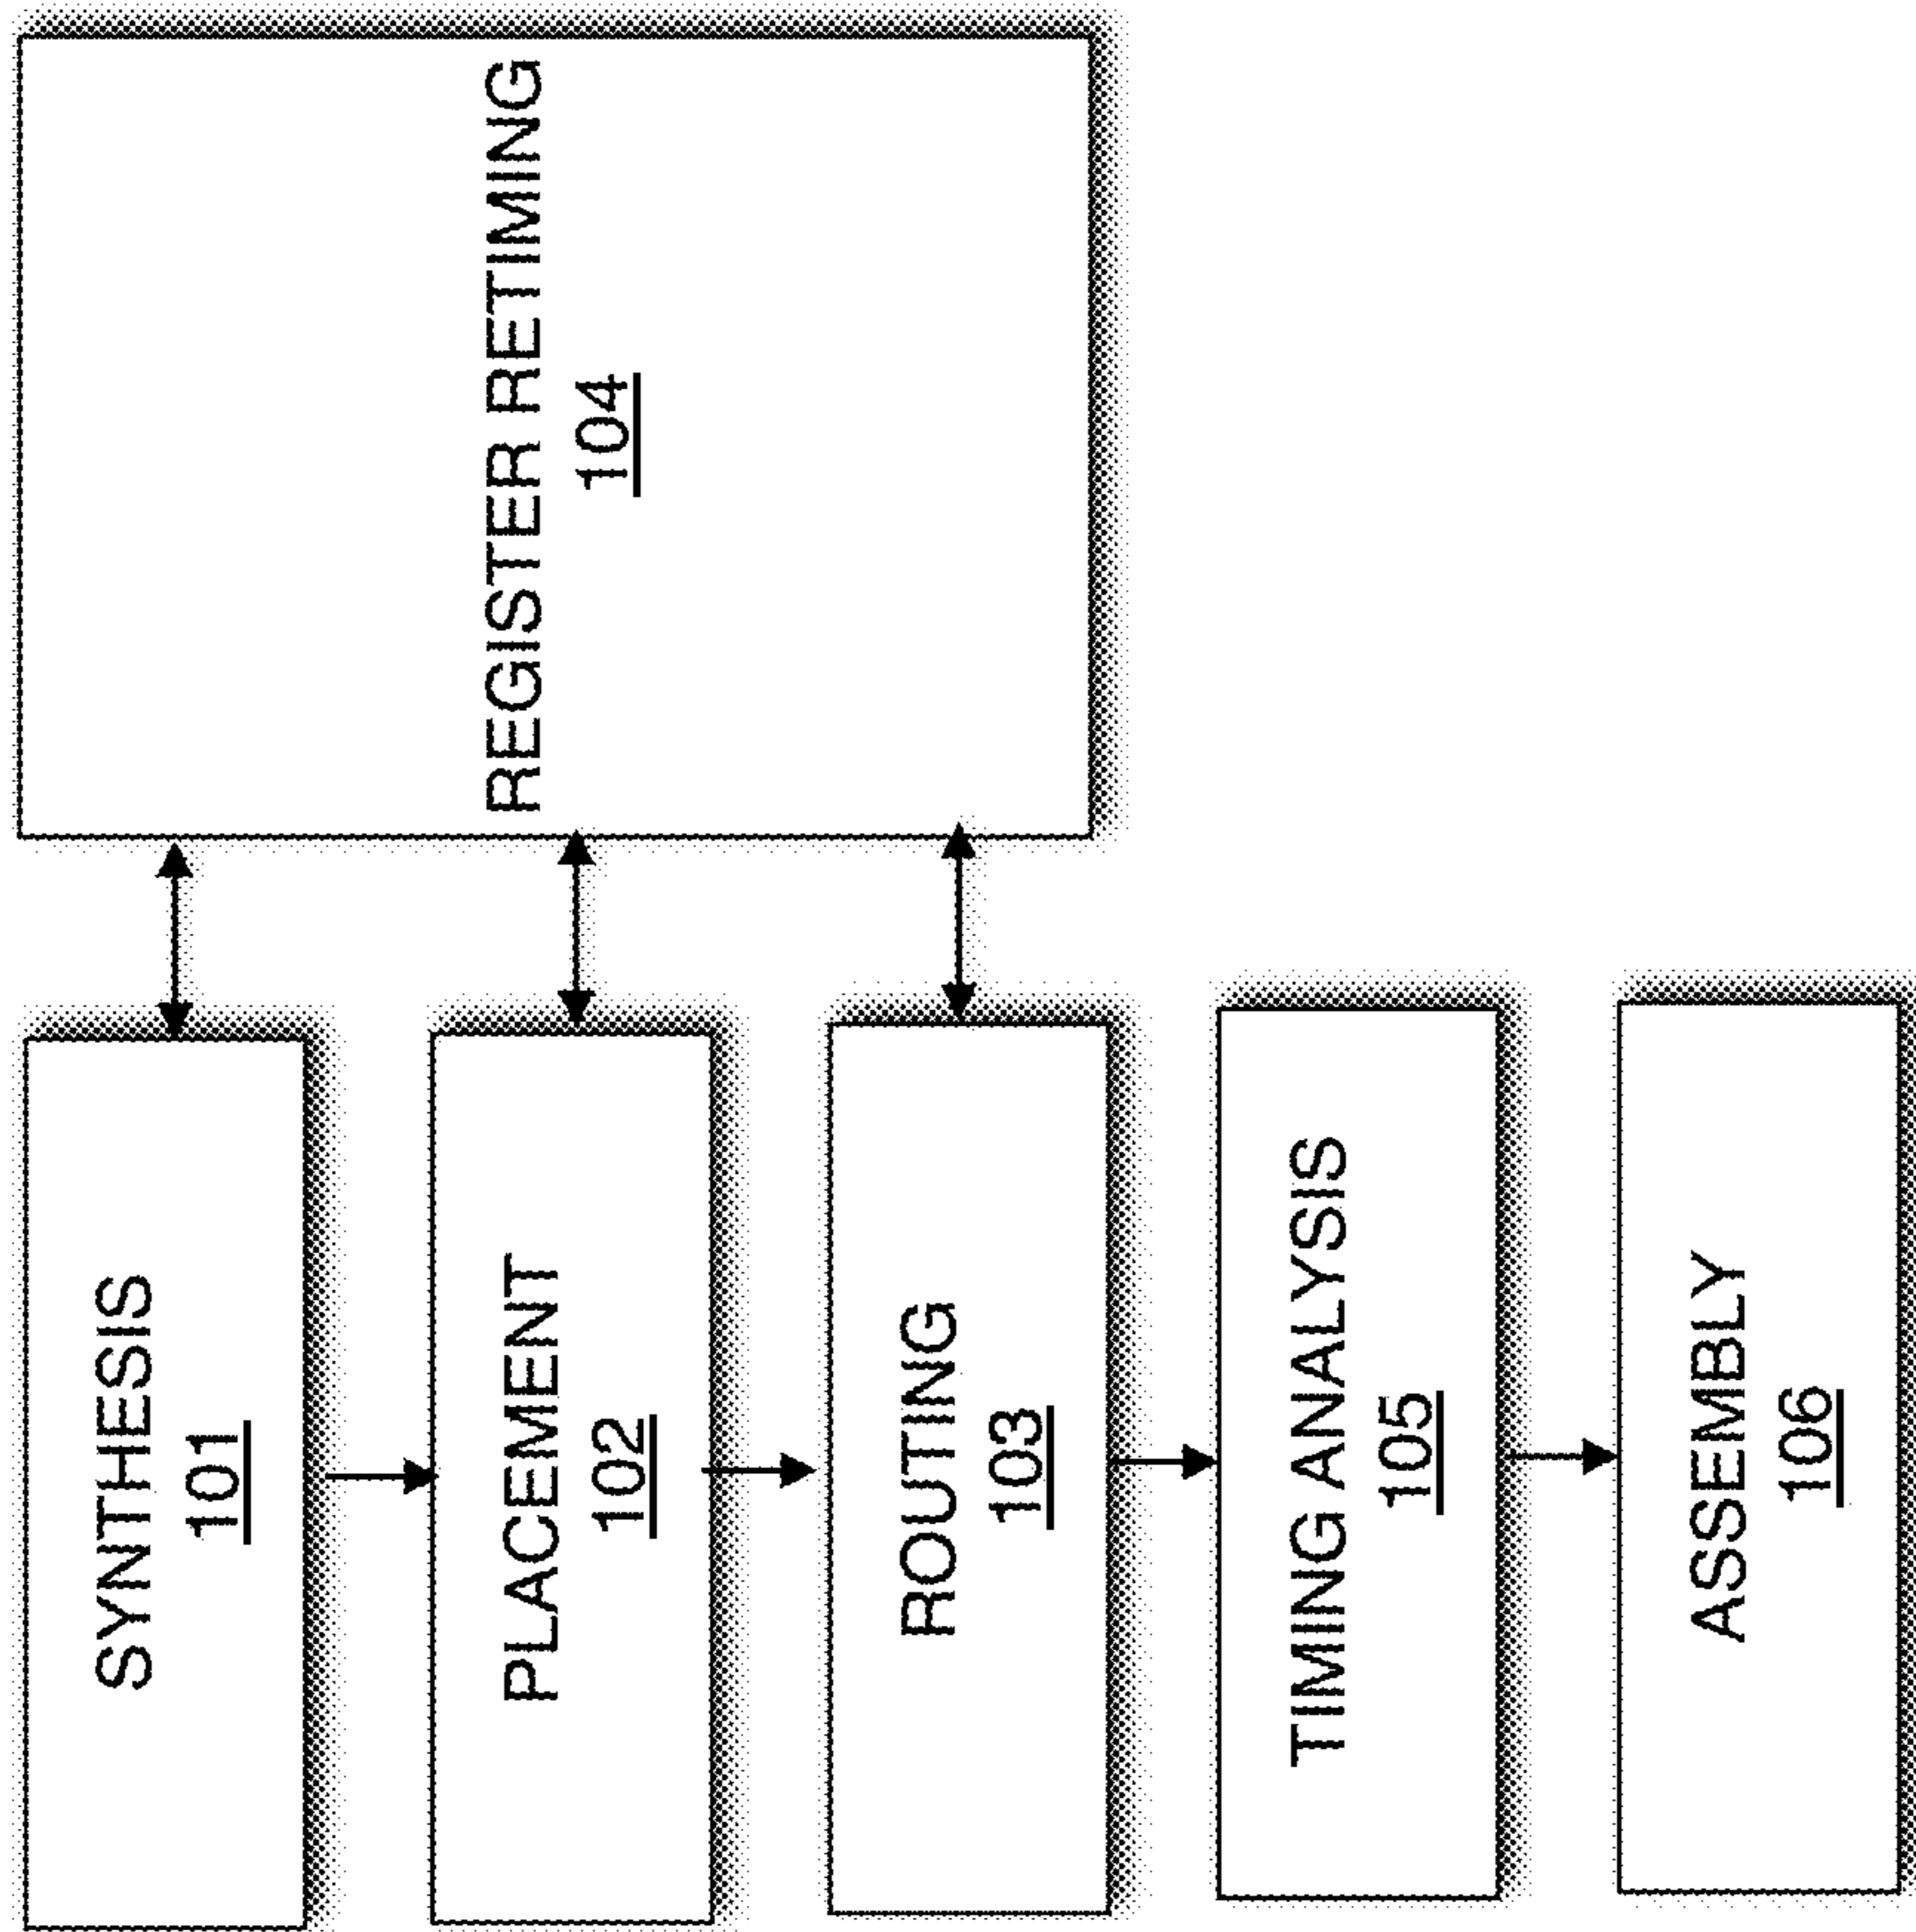 SYNTHESIS
101
PLACEMENT
102
ROUTING
103
REGISTER RETIMING
104
TIMING ANALYSIS
105
ASSEMBLY
106